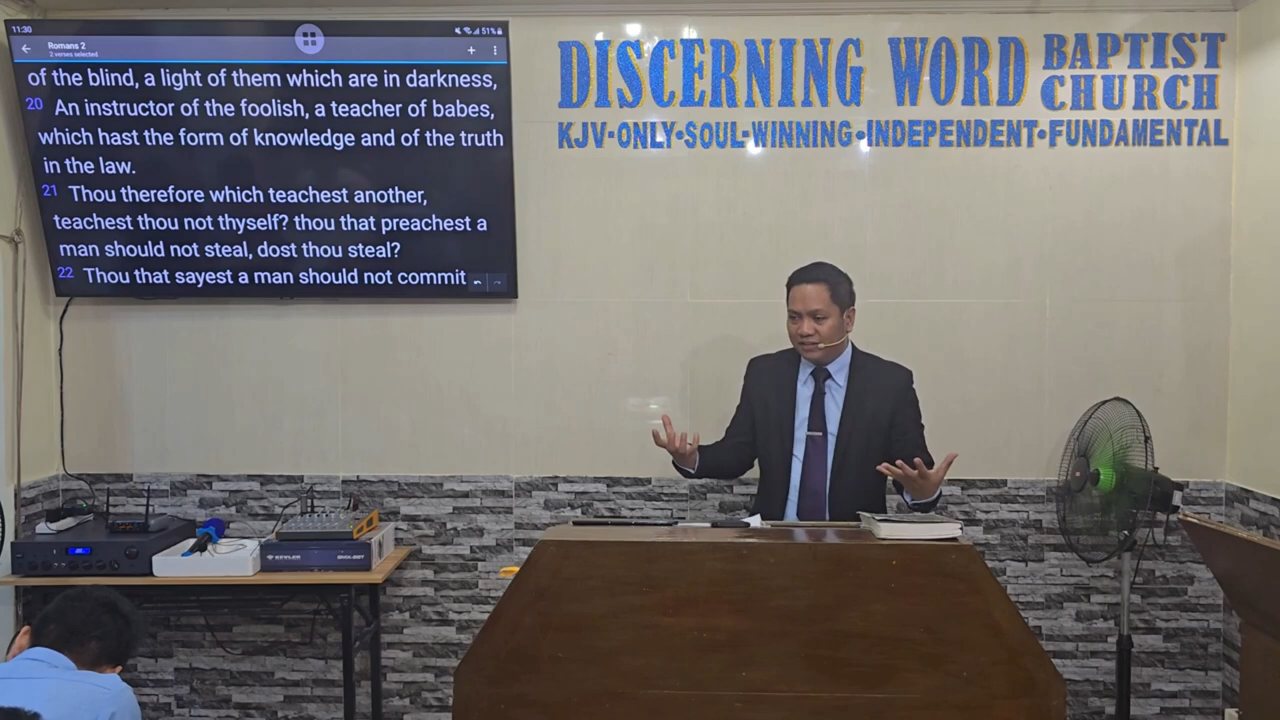 11:30
51%
Romans 2
2 verses selected
of the blind, a light of them which are in darkness,
20 An instructor of the foolish, a teacher of babes,
which hast the form of knowledge and of the truth
in the law.
21 Thou therefore which teachest another,
teachest thou not thyself? thou that preachest a
man should not steal, dost thou steal?
22 Thou that sayest a man should not commit
DISCERNING WORD BAPTIST
CHURCH
KJV-ONLY•SOUL-WINNING•INDEPENDENT•FUNDAMENTAL
KEVLER